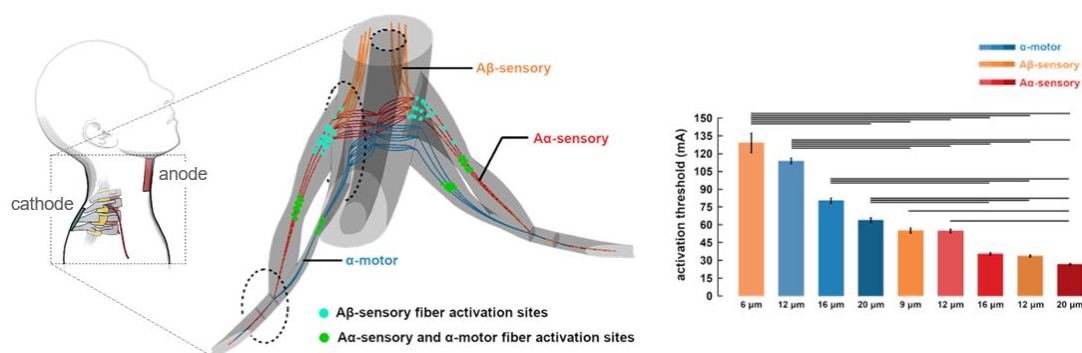 anode
cathode
Aβ-sensory
Aα-sensory
α-motor
Aβ-sensory fiber activation sites
Aα-sensory and α-motor fiber activation sites
α-motor
Aβ-sensory
Aα-sensory
activation threshold (mA)
150
135
120
105
90
75
60
45
30
15
0
6 μm 12 μm 16 μm 20 μm 9 μm 12 μm 16 μm 12 μm 20 μm